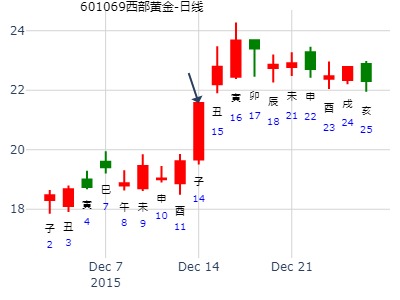 601069西部黄金-日线
24
22
20
18
子
2
丑
3
寅
4
巳
7
午
8
未
9
申
10
酉
11
子
14
丑
15
寅
16
卯
17
辰
18
未
21
申
22
酉
23
戌
24
亥
25
Dec 7
2015
Dec 14
Dec 21